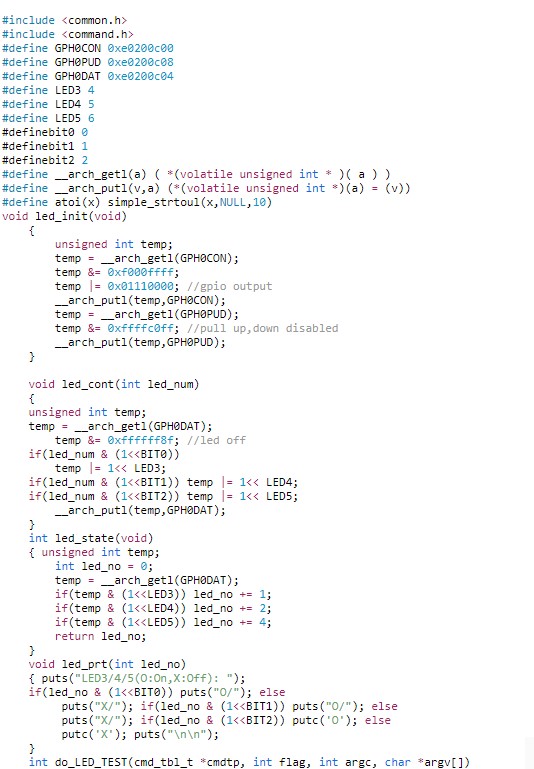 #include <common.h>
#include <command.h>
#define GPH0CON 0xe0200c00
#define GPH0PUD 0xe0200c08
#define GPH0DAT 0xe0200c04
#define LED3 4
#define LED4 5
#define LED5 6
#definebit0 0
#definebit1 1
#definebit2 2
#define __arch_getl(a) ( *(volatile unsigned int * )( a ) )
#define __arch_putl(v,a) (*(volatile unsigned int *)(a) = (v))
#define atoi(x) simple_strtoul(x,NULL,10)
void led_init(void)
{
unsigned int temp;
temp = __arch_getl(GPH0CON);
temp &= 0xf000ffff;
temp |= 0x01110000; //gpio output
__arch_putl(temp,GPH0CON);
temp = __arch_getl(GPH0PUD);
temp &= 0xffffc0ff; //pull up,down disabled
__arch_putl(temp,GPH0PUD);
}
void led_cont(int led_num)
{
unsigned int temp;
temp = __arch_getl(GPH0DAT);
temp &= 0xffffff8f; //led off
if(led_num & (1<<BIT0))
temp |= 1<< LED3;
if(led_num & (1<<BIT1)) temp |= 1<< LED4;
if(led_num & (1<<BIT2)) temp |= 1<< LED5;
__arch_putl(temp,GPH0DAT);
}
int led_state(void)
{ unsigned int temp;
int led_no = 0;
temp = __arch_getl(GPH0DAT);
if(temp & (1<<LED3)) led_no += 1;
if(temp & (1<<LED4)) led_no += 2;
if(temp & (1<<LED5)) led_no += 4;
return led_no;
}
void led_prt(int led_no)
{ puts("LED3/4/5(O:On,X:Off): ");
if(led_no & (1<<BIT0)) puts("O/"); else
puts("X/"); if(led_no & (1<<BIT1)) puts("O/"); else
puts("X/"); if(led_no & (1<<BIT2)) putc('O'); else
putc('X'); puts("\n\n");
}
int do_LED_TEST(cmd_tbl_t *cmdtp, int flag, int argc, char *argv[])